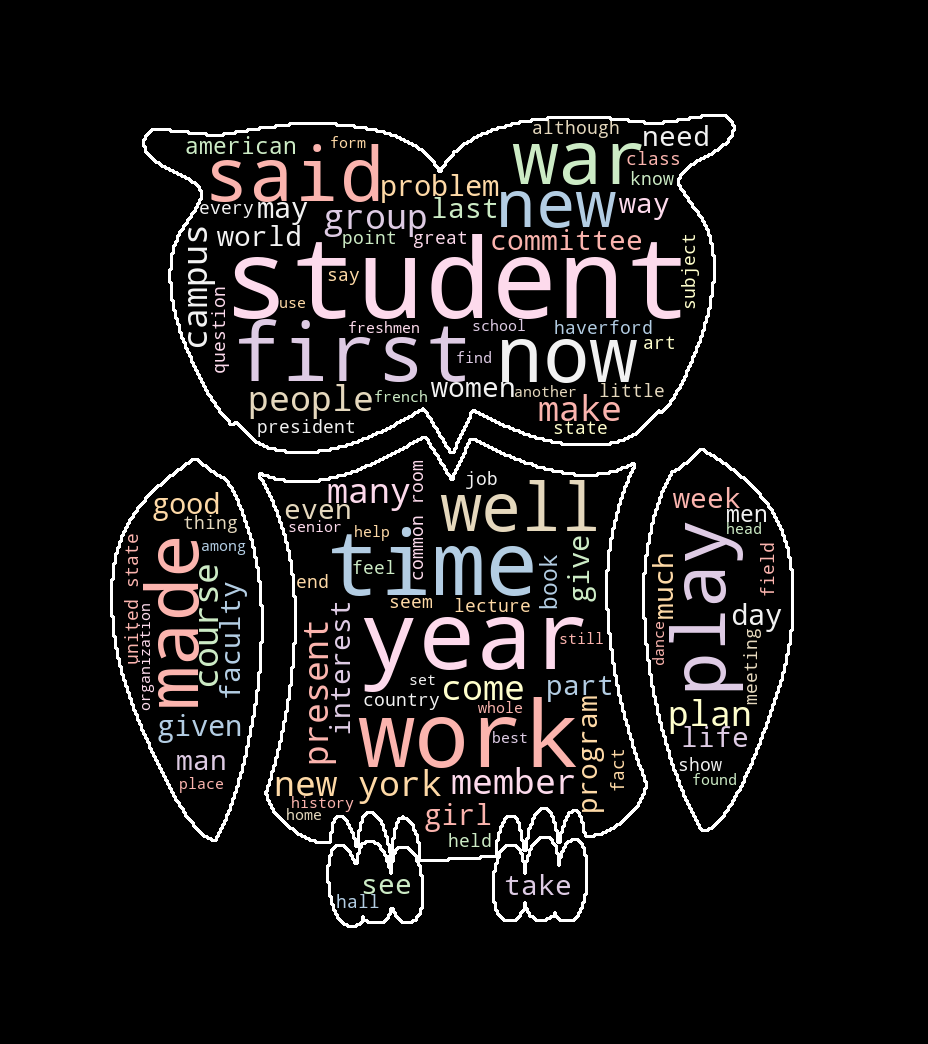 although
american
form
need
said
war
class
problem
know
every
may
group
last
new
way
world
point
great
committee
campus
student
subject
say
question
use
freshmen
school
haverford
first
now
art
find
people
french
women
another
little
president
make
state
good
thing
made
among
united state
course
faculty
organization
given
man
place
many
common room
job
even
well
senior
help
time
feel
book
give
end
seem
lecture
present
interest
year
still
set
come
part
country
whole
work
best
program
fact
new york
member
history
home
girl
held
week
men
head
play
much
field
day
dance
meeting
plan
life
show
found
see
hall
take